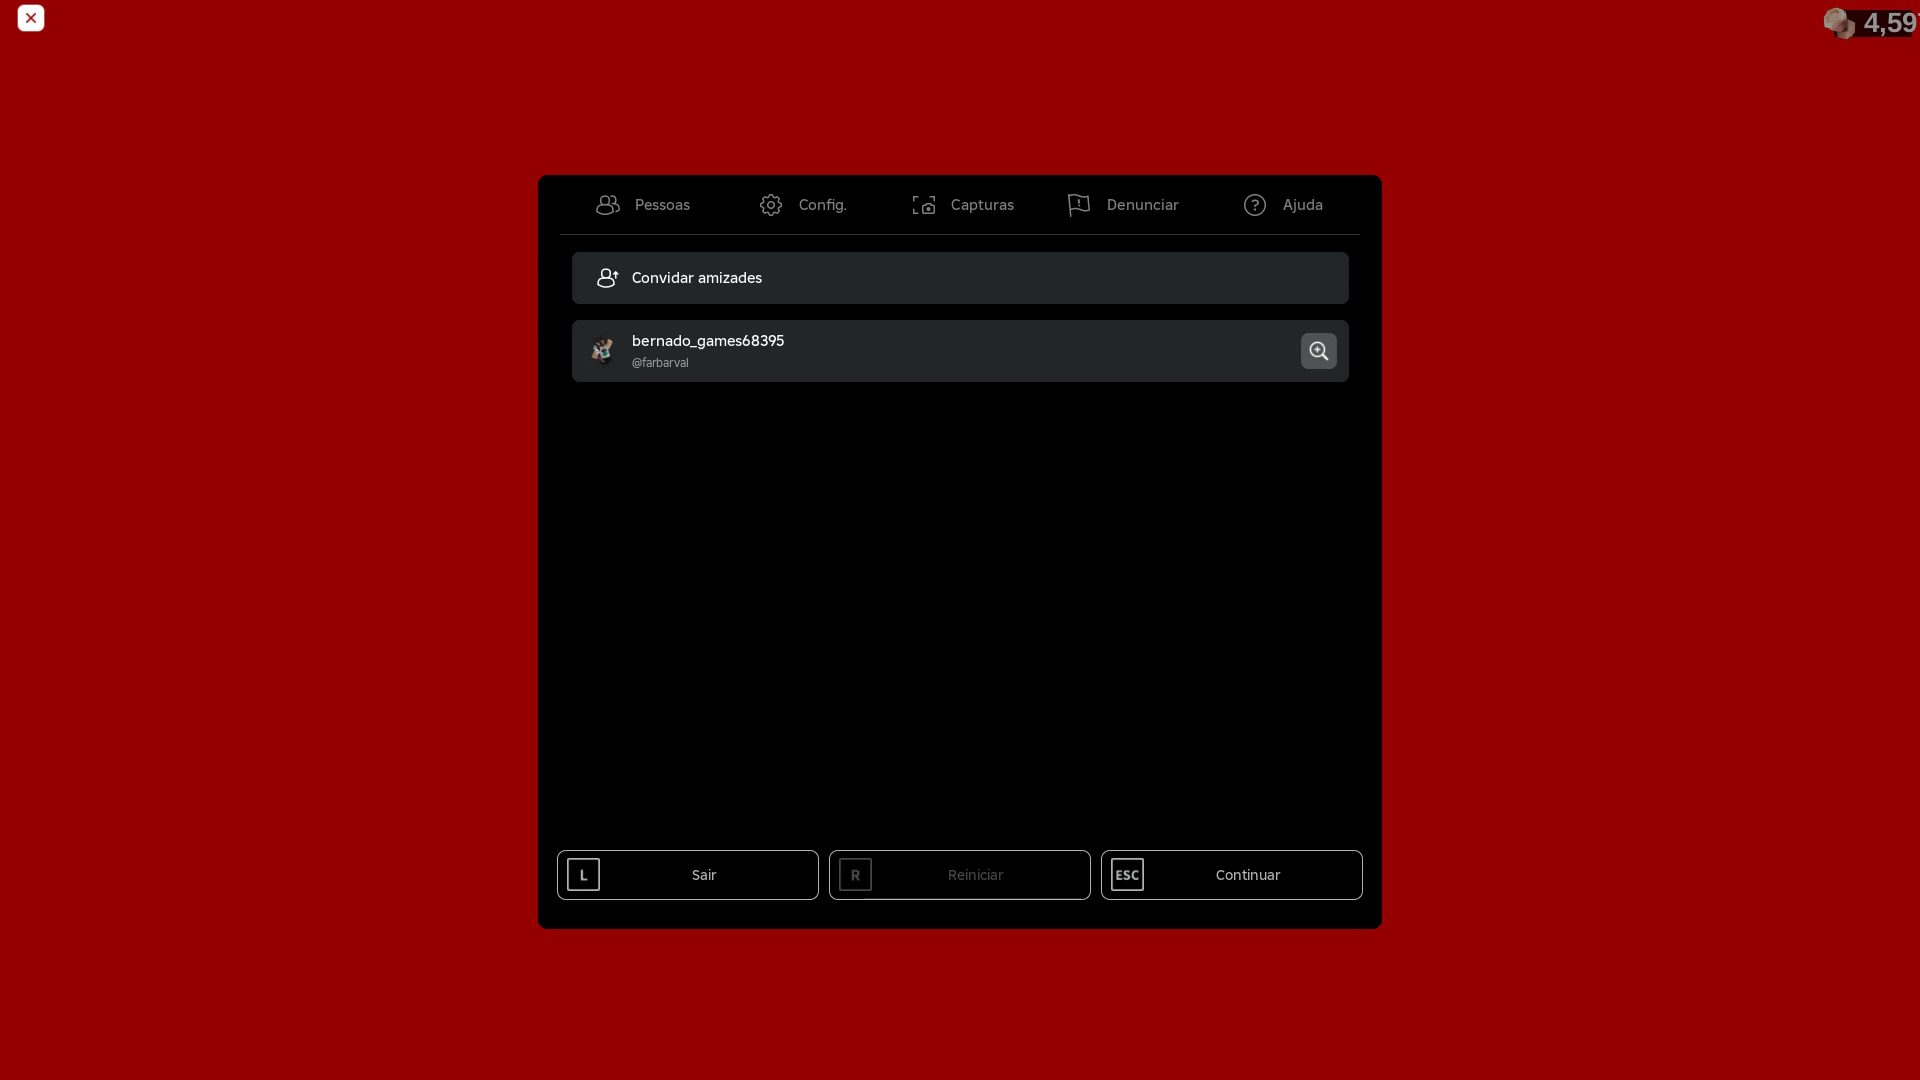 4,59
Pessoas
Config.
Capturas
Denunciar
Ajuda
Convidar amizades
bernado_games68395
@farbarval
L
Sair
R
Reiniciar
ESC
Continuar